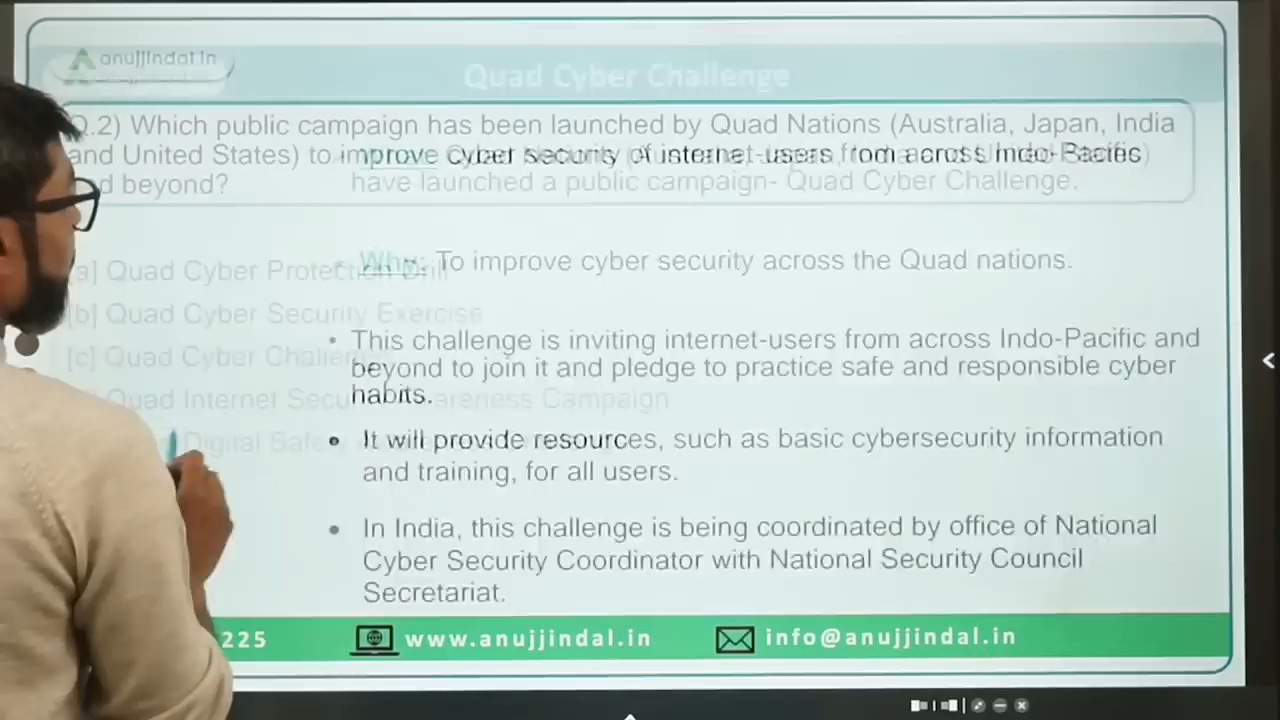 anujjindal.in
Quad Cyber Challenge
Q.2) Which public campaign has been launched by Quad Nations (Australia, Japan, India
and United States) to improve cyber security of internet-users from across Indo-Pacific
d beyond?
have launched a public campaign- Quad Cyber Challenge.
Why: To improve cyber security across the Quad nations.
[a] Quad Cyber Protection Drill
[b] Quad Cyber Security Exercise
• This challenge is inviting internet-users from across Indo-Pacific and
[c] Quad Cyber Challenge
beyond to join it and pledge to practice safe and responsible cyber
habits.
Quad Internet Secu areness Campaign
Digital Safe
• It will provide resources, such as basic cybersecurity information
and training, for all users.
• In India, this challenge is being coordinated by office of National
Cyber Security Coordinator with National Security Council
Secretariat.
225
www.anujjindal.in
info@anujjindal.in